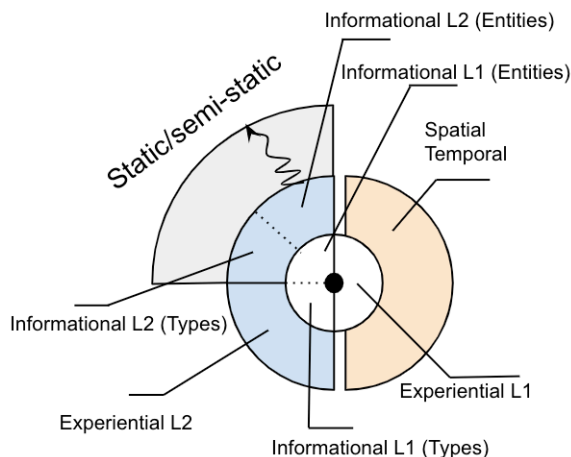 Informational L2 (Entities)
Informational L1 (Entities)
Static/semi-static
Spatial
Temporal
Informational L2 (Types)
Experiential L1
Experiential L2
Informational L1 (Types)